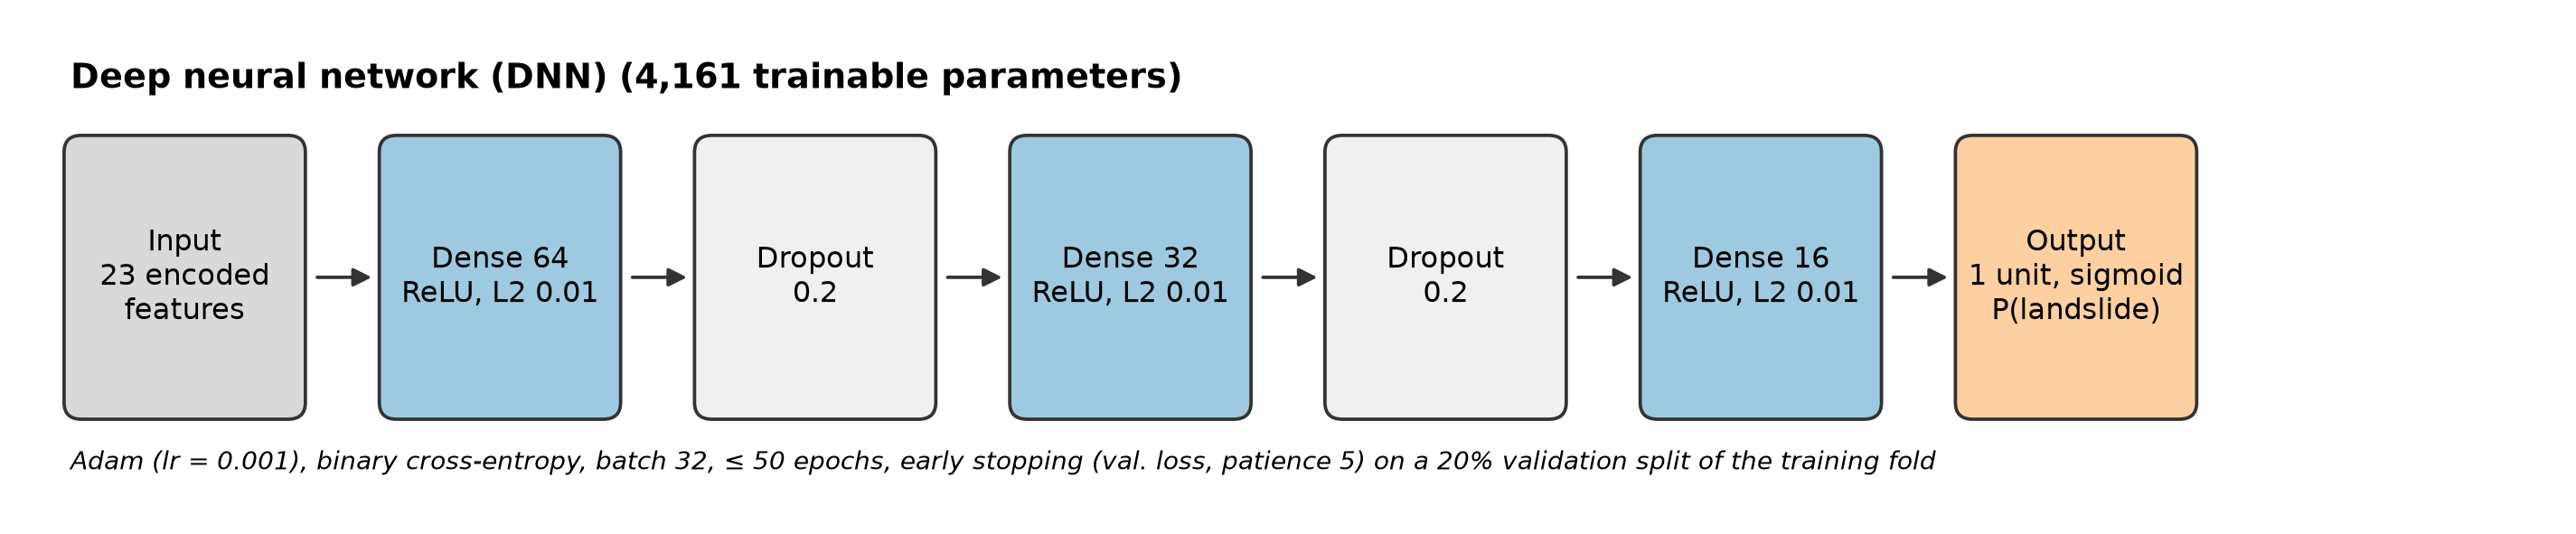 Deep neural network (DNN) (4,161 trainable parameters)
Input
23 encoded
features
Dense 64
ReLU, L2 0.01
Dropout
0.2
Dense 32
ReLU, L2 0.01
Dropout
0.2
Dense 16
ReLU, L2 0.01
Output
1 unit, sigmoid
P(landslide)
Adam (lr = 0.001), binary cross-entropy, batch 32, ≤ 50 epochs, early stopping (val. loss, patience 5) on a 20% validation split of the training fold